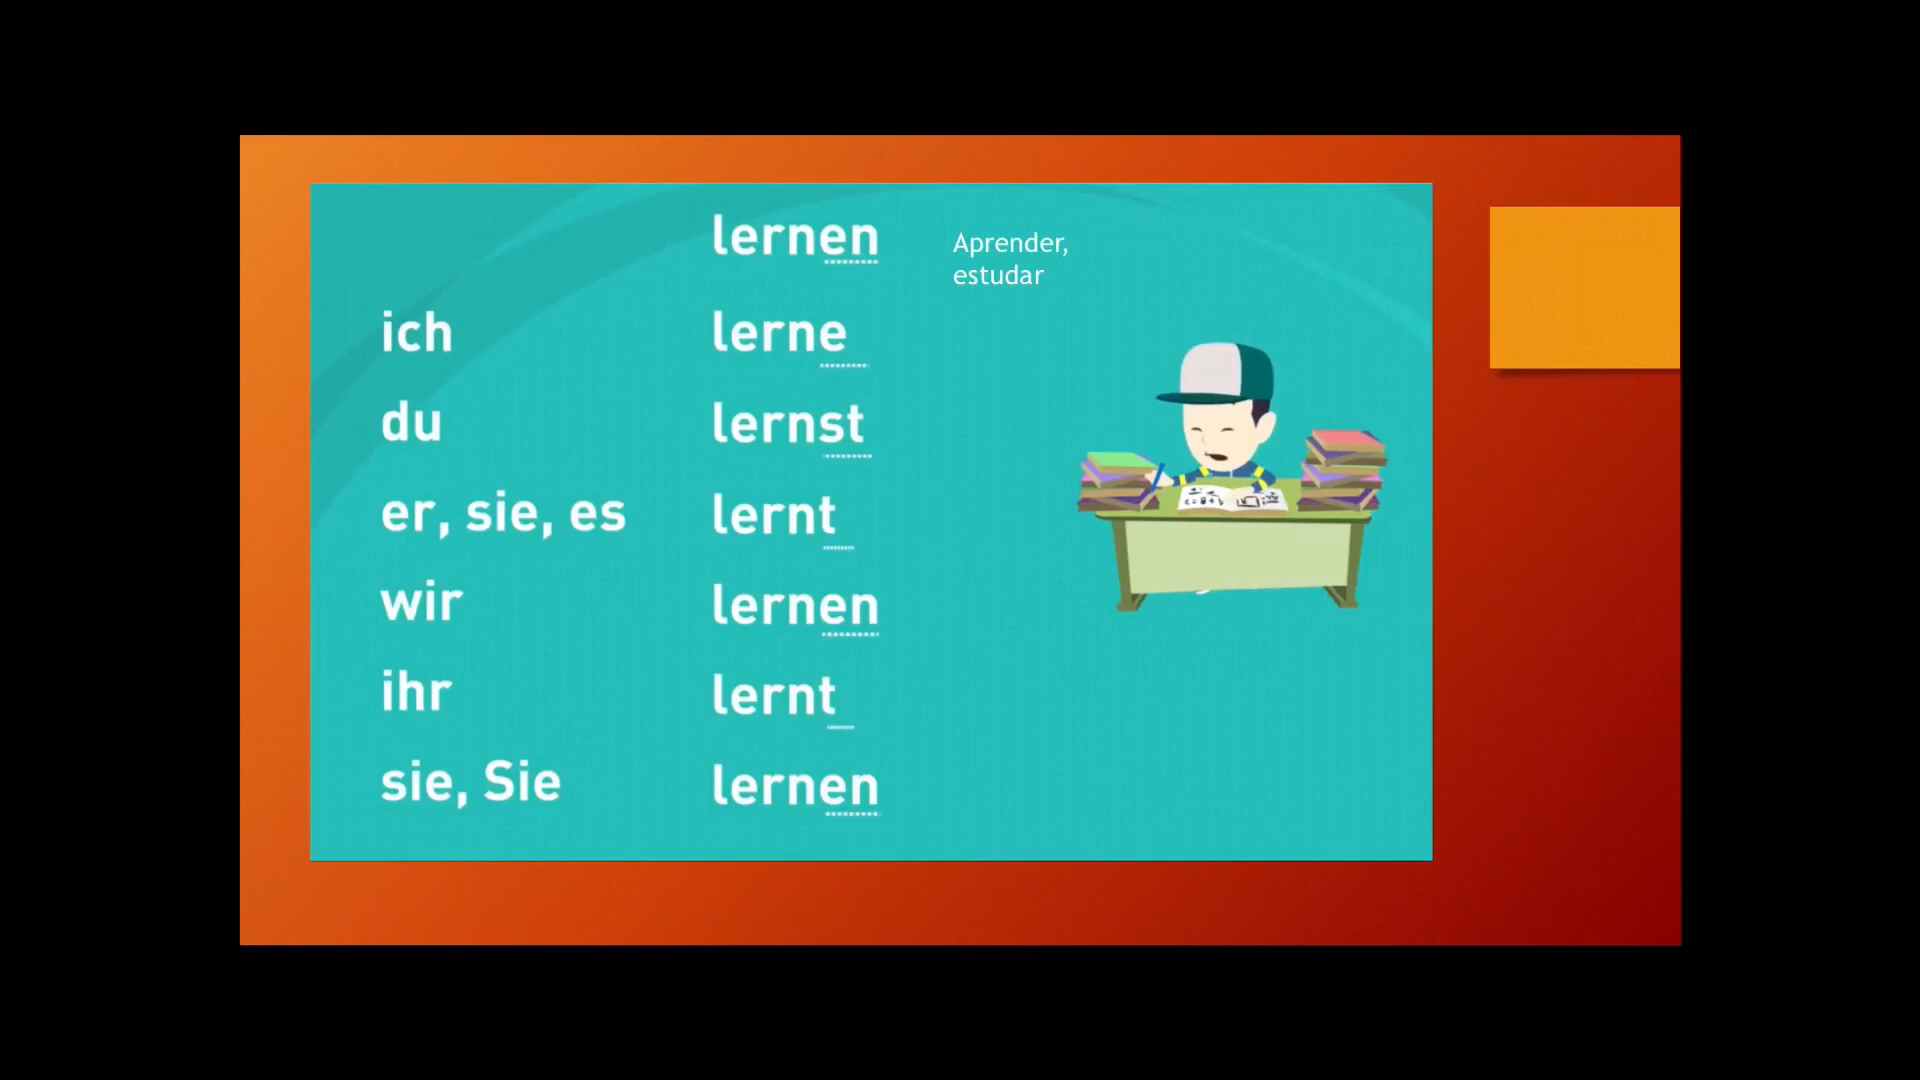 lernen
Aprender,
estudar
ich lerne
du lernst
er, sie, es lernt
wir lernen
ihr lernt
sie, Sie lernen